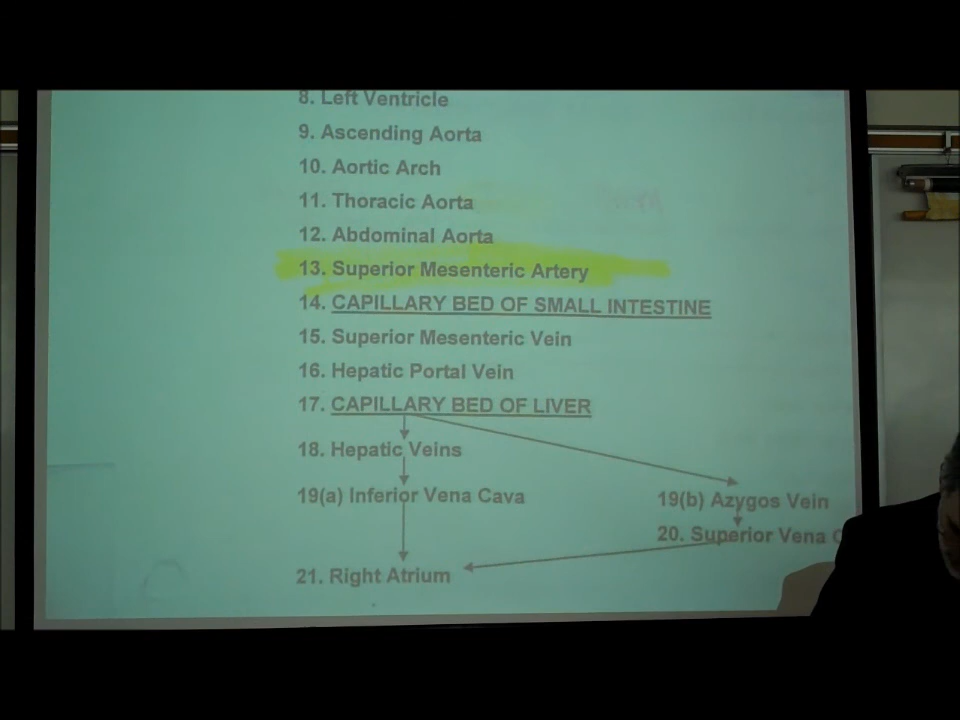 8. Left Ventricle
9. Ascending Aorta
10. Aortic Arch
11. Thoracic Aorta
12. Abdominal Aorta
13. Superior Mesenteric Artery
14. CAPILLARY BED OF SMALL INTESTINE
15. Superior Mesenteric Vein
16. Hepatic Portal Vein
17. CAPILLARY BED OF LIVER
18. Hepatic Veins
19(a) Inferior Vena Cava
19(b) Azygos Vein
20. Superior Vena C
21. Right Atrium